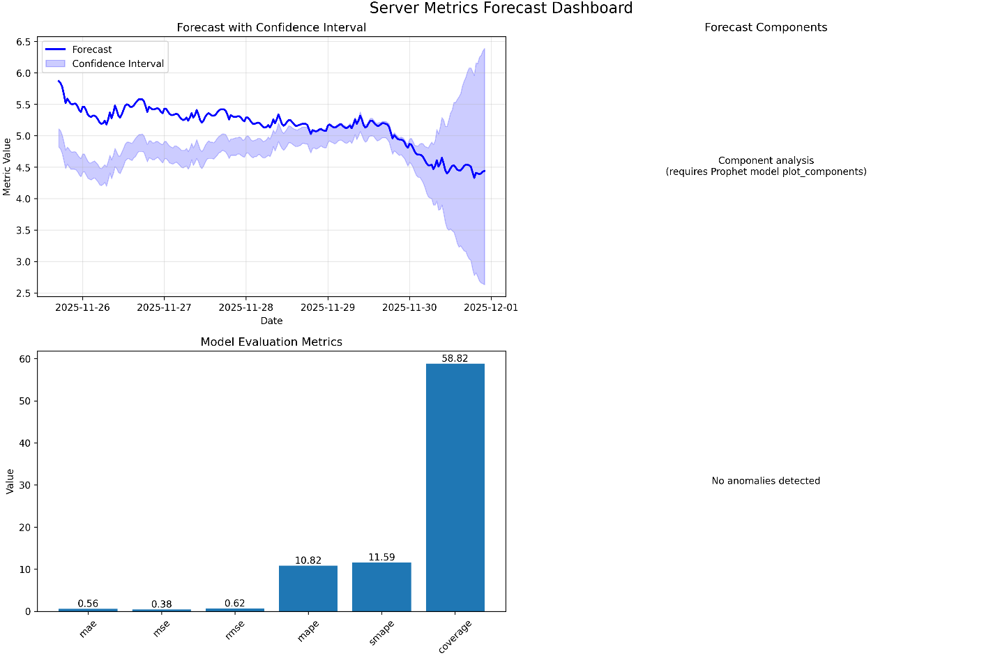 Server Metrics Forecast Dashboard
Forecast with Confidence Interval
Forecast
Confidence Interval
Metric Value
6.5
6.0
5.5
5.0
4.5
4.0
3.5
3.0
2.5
2025-11-26
2025-11-27
2025-11-28
2025-11-29
2025-11-30
2025-12-01
Date
Forecast Components
Component analysis
(requires Prophet model plot_components)
Model Evaluation Metrics
Value
60
50
40
30
20
10
0
0.56
0.38
0.62
10.82
11.59
58.82
mae
mse
rmse
mape
smape
coverage
No anomalies detected